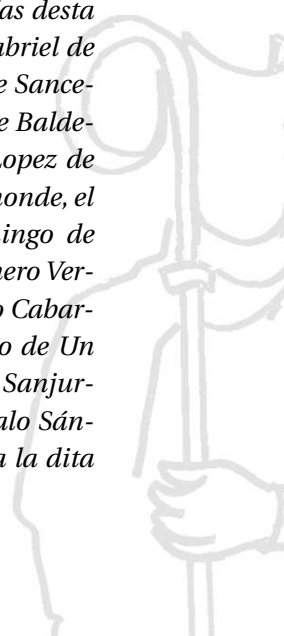 as desta
abriel de
e Sance-
e Balde-
Lopez de
monde, el
ingo de
nero Ver-
o Cabar-
o de Un
Sanjur-
alo Sán-
a la dita